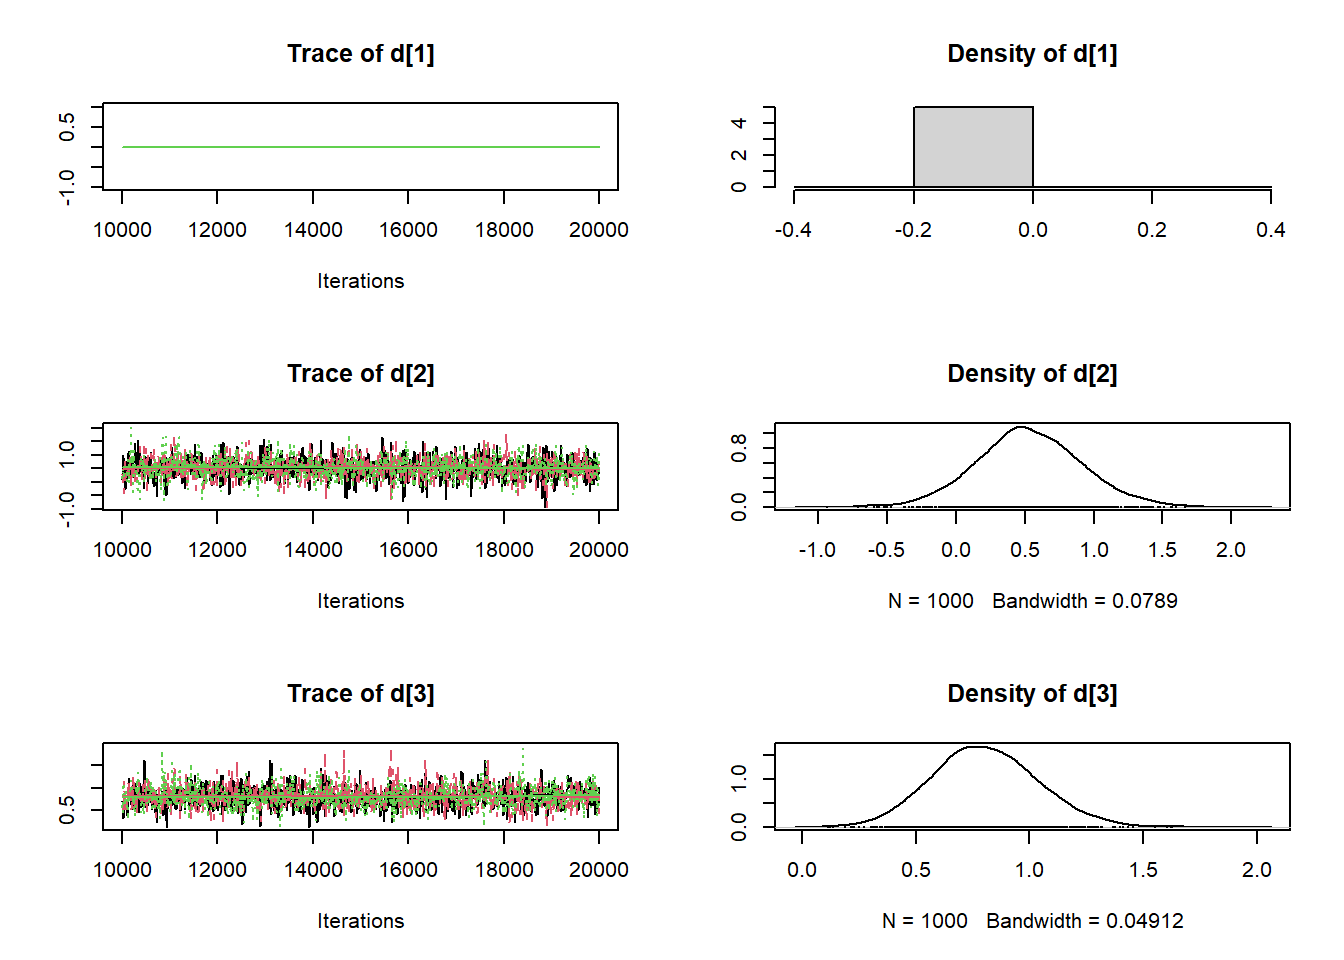 Trace of d[1]
0.5
-1.0
10000 12000 14000 16000 18000 20000
Iterations
Density of d[1]
4
2
0
-0.4 -0.2 0.0 0.2 0.4
Trace of d[2]
1.0
-1.0
10000 12000 14000 16000 18000 20000
Iterations
Density of d[2]
0.8
0.0
-1.0 -0.5 0.0 0.5 1.0 1.5 2.0
N = 1000 Bandwidth = 0.0789
Trace of d[3]
0.5
10000 12000 14000 16000 18000 20000
Iterations
Density of d[3]
1.0
0.0
0.0 0.5 1.0 1.5 2.0
N = 1000 Bandwidth = 0.04912